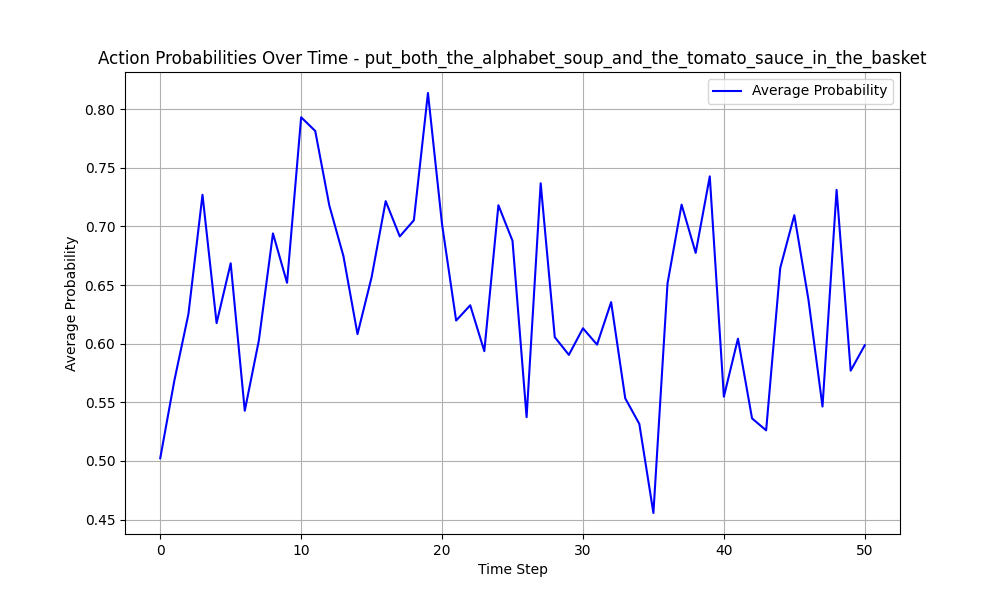 Action Probabilities Over Time - put_both_the_alphabet_soup_and_the_tomato_sauce_in_the_basket
Average Probability
0.80
0.75
0.70
0.65
0.60
0.55
0.50
0.45
Average Probability
0 10 20 30 40 50
Time Step